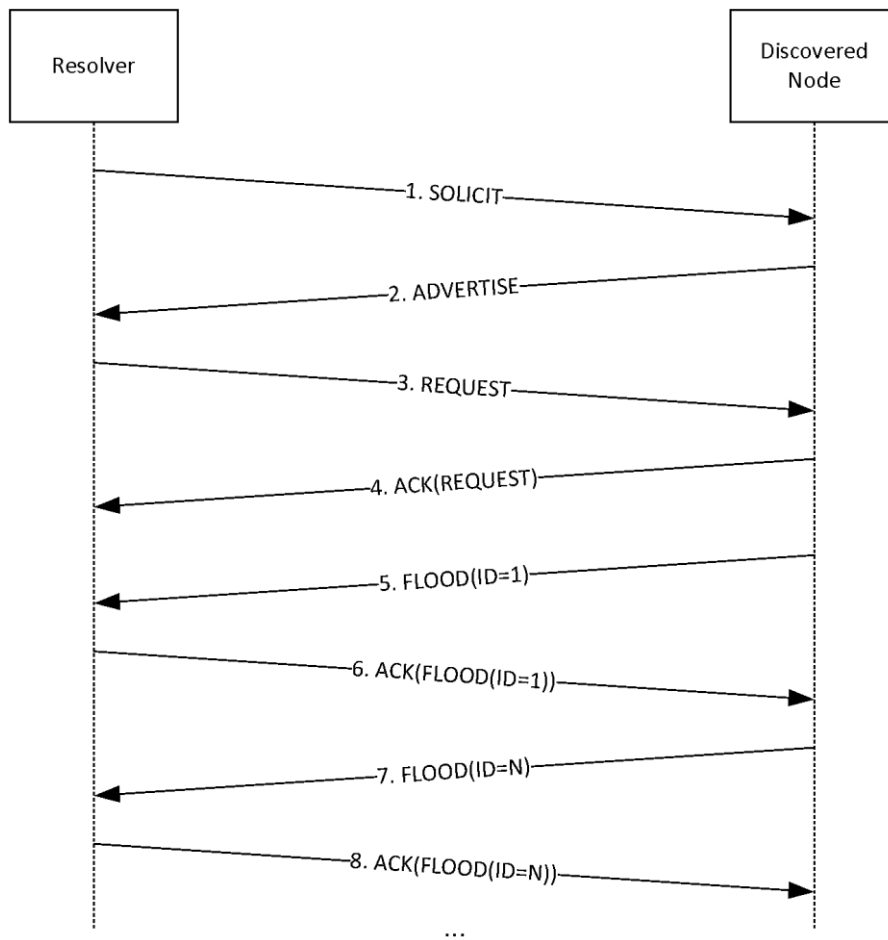 Resolver
Discovered
Node
1. SOLICIT
2. ADVERTISE
3. REQUEST
4. ACK(REQUEST)
5. FLOOD(ID=1)
6. ACK(FLOOD(ID=1))
7. FLOOD(ID=N)
8. ACK(FLOOD(ID=N))
...